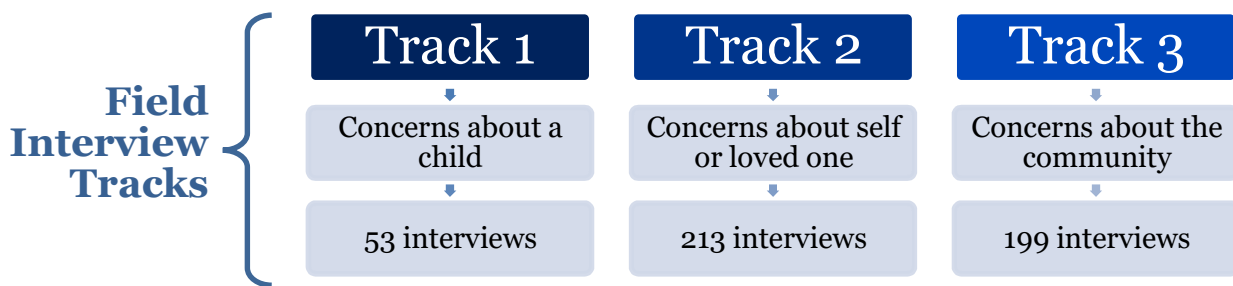 Field
Interview
Tracks
Track 1
Concerns about a
child
53 interviews
Track 2
Concerns about self
or loved one
213 interviews
Track 3
Concerns about the
community
199 interviews